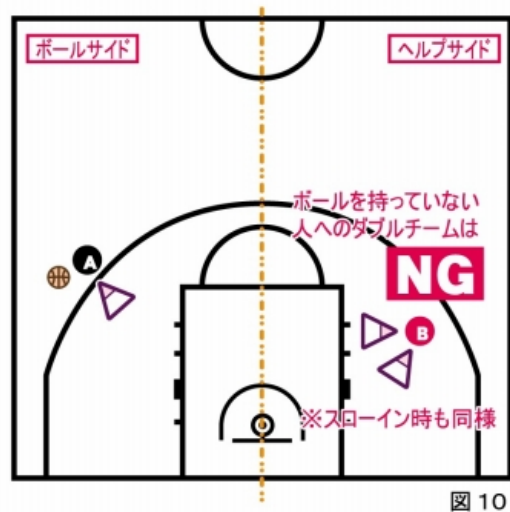 ボールサイド
ヘルプサイド
ボールを持っていない
人へのダブルチームは
NG
A
B
※スローイン時も同様
図 10